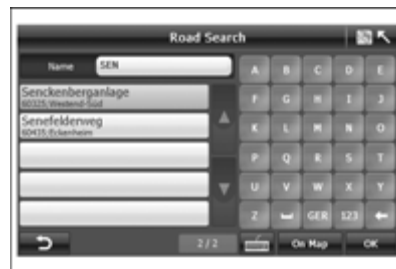 Road Search
Name SEN
A B C D E
Senckenberganlage
60325, Westend-Süd
F G H I J
Senefelderweg
60435, Eckenheim
K L M N O
P Q R S T
U V W X Y
Z GER 123
2/2 On Map OK